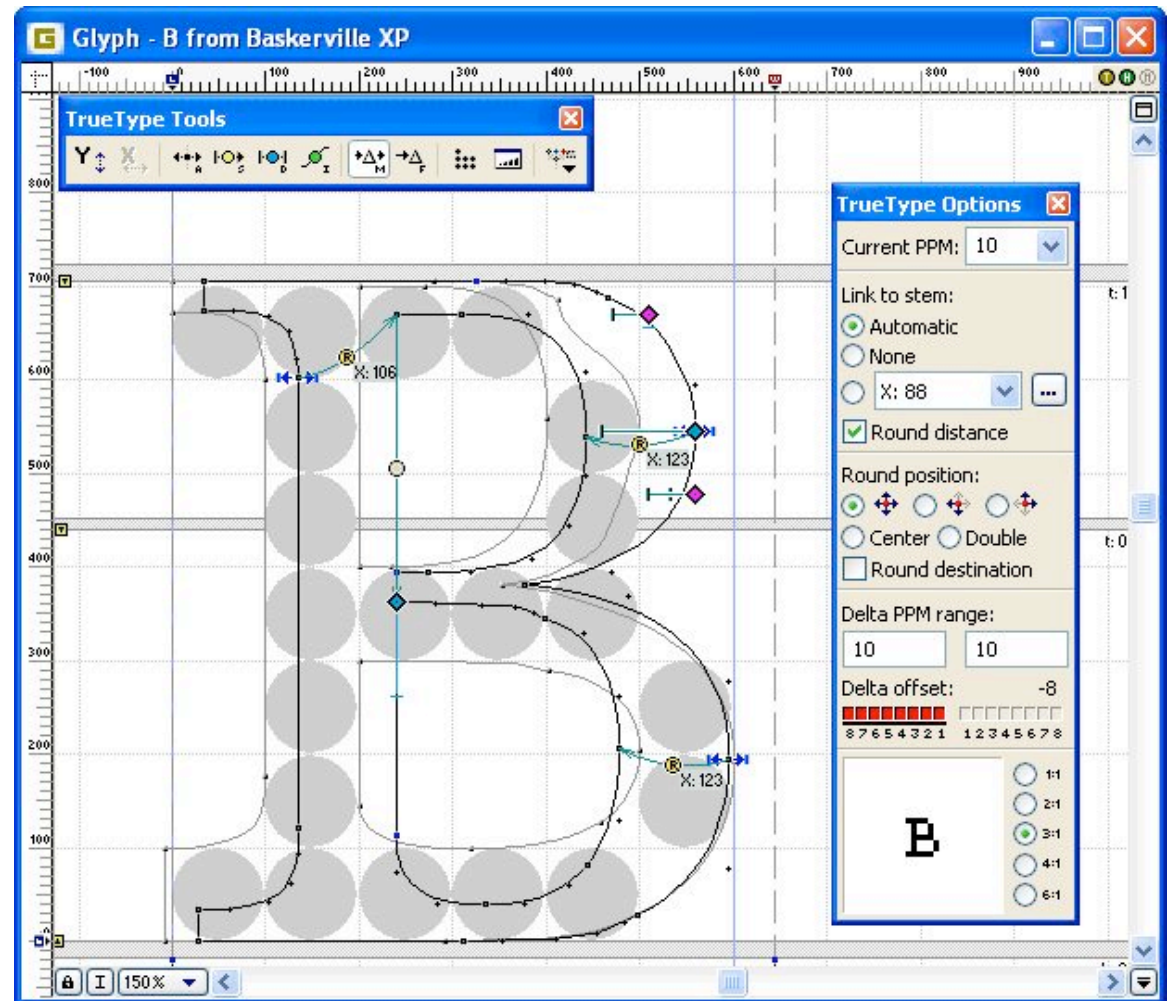 G Glyph - B from Baskerville XP
-100 0 100 200 300 400 500 600 700 800 900 T H H
TrueType Tools
Y X A S D I M F
800
700
600
500
400
300
200
100
0
t:1
t:0
X: 106
X: 123
X: 123
TrueType Options
Current PPM: 10
Link to stem:
Automatic
None
X: 88 ...
Round distance
Round position:
Center Double
Round destination
Delta PPM range:
10 10
Delta offset: -8
8 7 6 5 4 3 2 1 1 2 3 4 5 6 7 8
B
1:1
2:1
3:1
4:1
6:1
I 150%